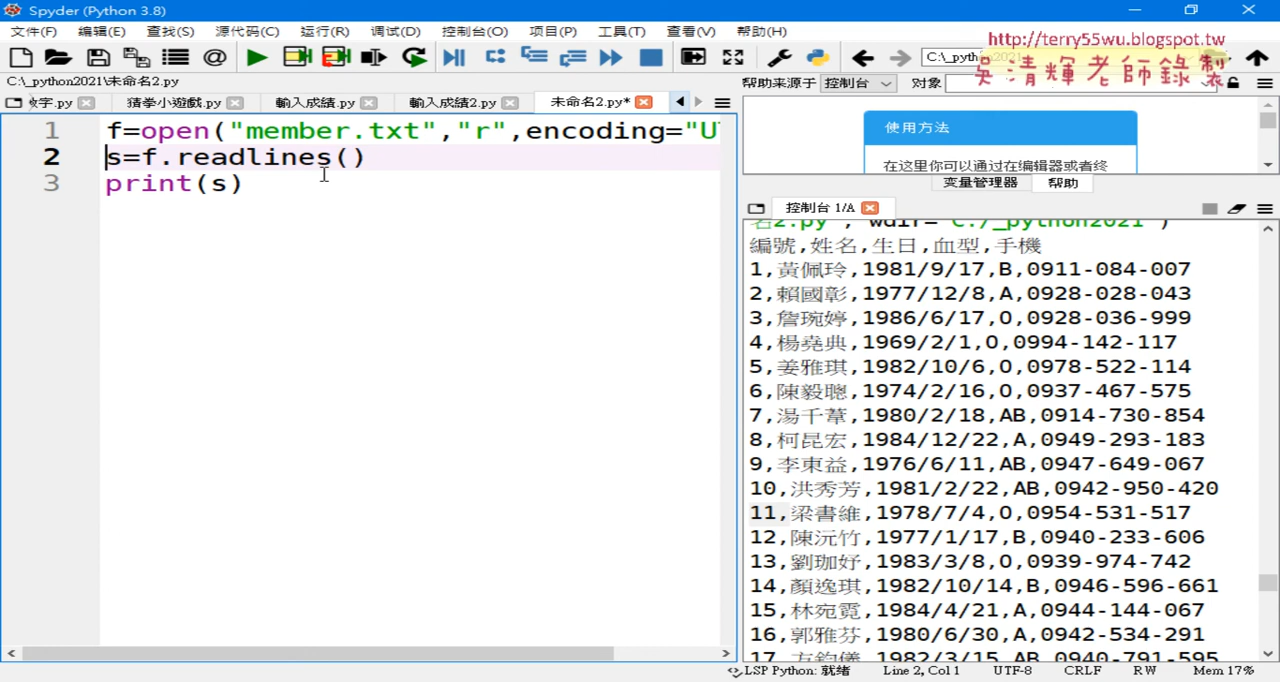 Spyder (Python 3.8)
文件(F) 编辑(E) 查找(S) 源代码(C) 运行(R) 调试(D) 控制台(O) 项目(P) 工具(T) 查看(V) 帮助(H)
http://terry55wu.blogspot.tw
吳清輝老師錄製
C:\_python2021\未命名2.py
帮助来源于 控制台 对象
字.py 猜拳小遊戲.py 輸入成績.py 輸入成績2.py 未命名2.py*
1 f=open("member.txt","r",encoding="U
2 s=f.readlines()
3 print(s)
使用方法
在这里你可以通过在编辑器或者终
变量管理器 帮助
控制台 1/A
名2.py', wdir='C:/_python2021')
編號,姓名,生日,血型,手機
1,黃佩玲,1981/9/17,B,0911-084-007
2,賴國彰,1977/12/8,A,0928-028-043
3,詹琬婷,1986/6/17,O,0928-036-999
4,楊堯典,1969/2/1,O,0994-142-117
5,姜雅琪,1982/10/6,O,0978-522-114
6,陳毅聰,1974/2/16,O,0937-467-575
7,湯千葦,1980/2/18,AB,0914-730-854
8,柯昆宏,1984/12/22,A,0949-293-183
9,李東益,1976/6/11,AB,0947-649-067
10,洪秀芳,1981/2/22,AB,0942-950-420
11,梁書維,1978/7/4,O,0954-531-517
12,陳沅竹,1977/1/17,B,0940-233-606
13,劉珈妤,1983/3/8,O,0939-974-742
14,顏逸琪,1982/10/14,B,0946-596-661
15,林宛霓,1984/4/21,A,0944-144-067
16,郭雅芬,1980/6/30,A,0942-534-291
17,方鈞儀,1982/3/15,AB,0940-791-595
LSP Python: 就绪 Line 2, Col 1 UTF-8 CRLF RW Mem 17%